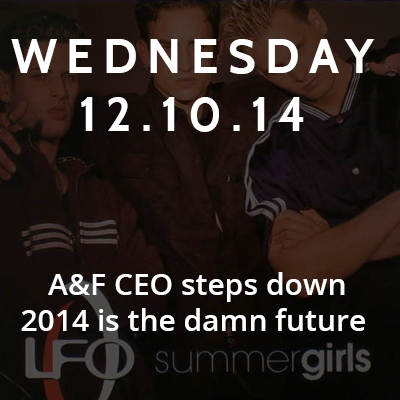 WEDNESDAY
12.10.14
A&F CEO steps down
2014 is the damn future
LFO summergirls